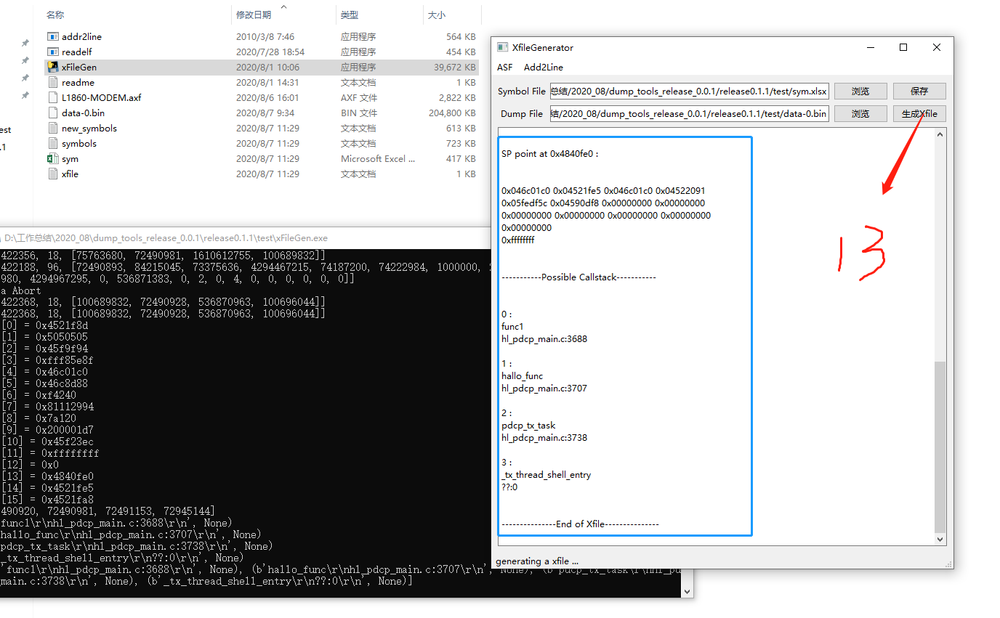 名称 修改日期 类型 大小
addr2line 2010/3/8 7:46 应用程序 564 KB
readelf 2020/7/28 18:54 应用程序 454 KB
xFileGen 2020/8/1 10:06 应用程序 39,672 KB
readme 2020/8/1 14:31 文本文档 1 KB
L1860-MODEM.axf 2020/8/6 16:01 AXF 文件 2,822 KB
data-0.bin 2020/8/7 9:34 BIN 文件 204,800 KB
new_symbols 2020/8/7 11:29 文本文档 613 KB
symbols 2020/8/7 11:29 文本文档 723 KB
sym 2020/8/7 11:29 Microsoft Excel ... 417 KB
xfile 2020/8/7 11:29 文本文档 1 KB
est
.1
D:\工作总结\2020_08\dump_tools_release_0.0.1\release0.1.1\test\xFileGen.exe
422356, 18, [75763680, 72490981, 1610612755, 100689832]]
422188, 96, [72490893, 84215045, 73375636, 4294467215, 74187200, 74222984, 1000000,
980, 4294967295, 0, 536871383, 0, 2, 0, 4, 0, 0, 0, 0, 0, 0]]
a Abort
422368, 18, [100689832, 72490928, 536870963, 100696044]]
422368, 18, [100689832, 72490928, 536870963, 100696044]]
[0] = 0x4521f8d
[1] = 0x5050505
[2] = 0x45f9f94
[3] = 0xfff85e8f
[4] = 0x46c01c0
[5] = 0x46c8d88
[6] = 0xf4240
[7] = 0x81112994
[8] = 0x7a120
[9] = 0x200001d7
[10] = 0x45f23ec
[11] = 0xffffffff
[12] = 0x0
[13] = 0x4840fe0
[14] = 0x4521fe5
[15] = 0x4521fa8
490920, 72490981, 72491153, 72945144]
func1\r\nhl_pdcp_main.c:3688\r\n', None)
hallo_func\r\nhl_pdcp_main.c:3707\r\n', None)
pdcp_tx_task\r\nhl_pdcp_main.c:3738\r\n', None)
_tx_thread_shell_entry\r\n??:0\r\n', None)
'func1\r\nhl_pdcp_main.c:3688\r\n', None), (b'hallo_func\r\nhl_pdcp_main.c:3707\r\n', None), (b'pdcp_tx_task\r\nhl_pd
main.c:3738\r\n', None), (b'_tx_thread_shell_entry\r\n??:0\r\n', None)]
XfileGenerator
ASF Add2Line
Symbol File 总结/2020_08/dump_tools_release_0.0.1/release0.1.1/test/sym.xlsx 浏览 保存
Dump File 结/2020_08/dump_tools_release_0.0.1/release0.1.1/test/data-0.bin 浏览 生成Xfile
SP point at 0x4840fe0 :
0x046c01c0 0x04521fe5 0x046c01c0 0x04522091
0x05fedf5c 0x04590df8 0x00000000 0x00000000
0x00000000 0x00000000 0x00000000 0x00000000
0x00000000
0xffffffff
-----------Possible Callstack-----------
0 :
func1
hl_pdcp_main.c:3688
1 :
hallo_func
hl_pdcp_main.c:3707
2 :
pdcp_tx_task
hl_pdcp_main.c:3738
3 :
_tx_thread_shell_entry
??:0
---------------End of Xfile---------------
generating a xfile ...
13